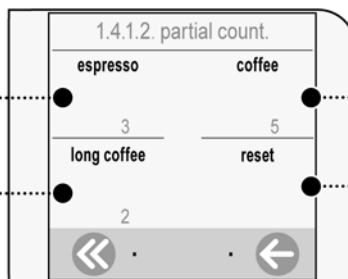 1.4.1.2. partial count.
espresso coffee
3 5
long coffee reset
2